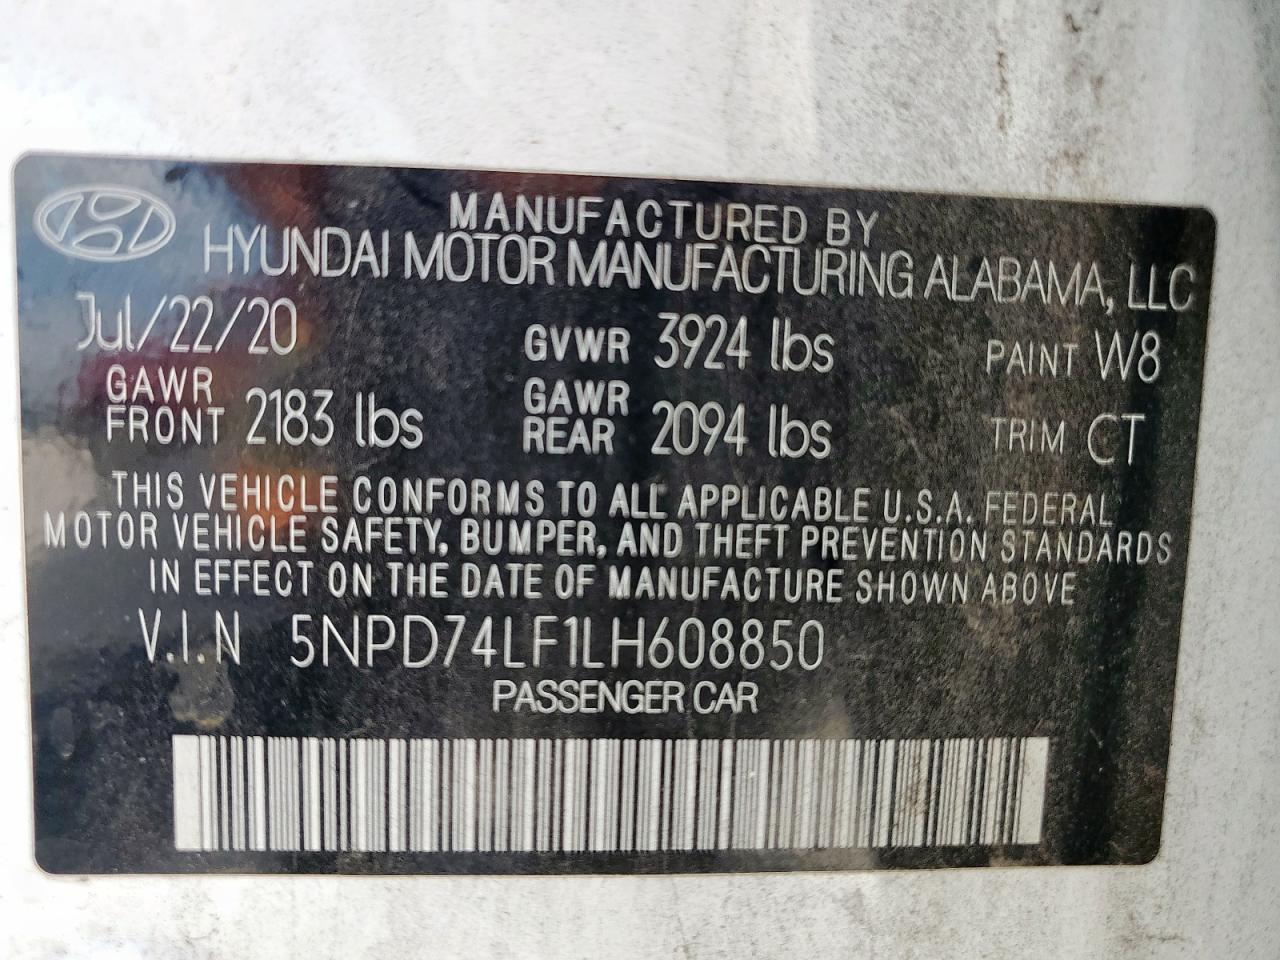 MANUFACTURED BY
HYUNDAI MOTOR MANUFACTURING ALABAMA, LLC
Jul/22/20 GVWR 3924 lbs PAINT W8
GAWR FRONT 2183 lbs GAWR REAR 2094 lbs TRIM CT
THIS VEHICLE CONFORMS TO ALL APPLICABLE U.S.A. FEDERAL
MOTOR VEHICLE SAFETY, BUMPER, AND THEFT PREVENTION STANDARDS
IN EFFECT ON THE DATE OF MANUFACTURE SHOWN ABOVE
V.I.N 5NPD74LF1LH608850
PASSENGER CAR